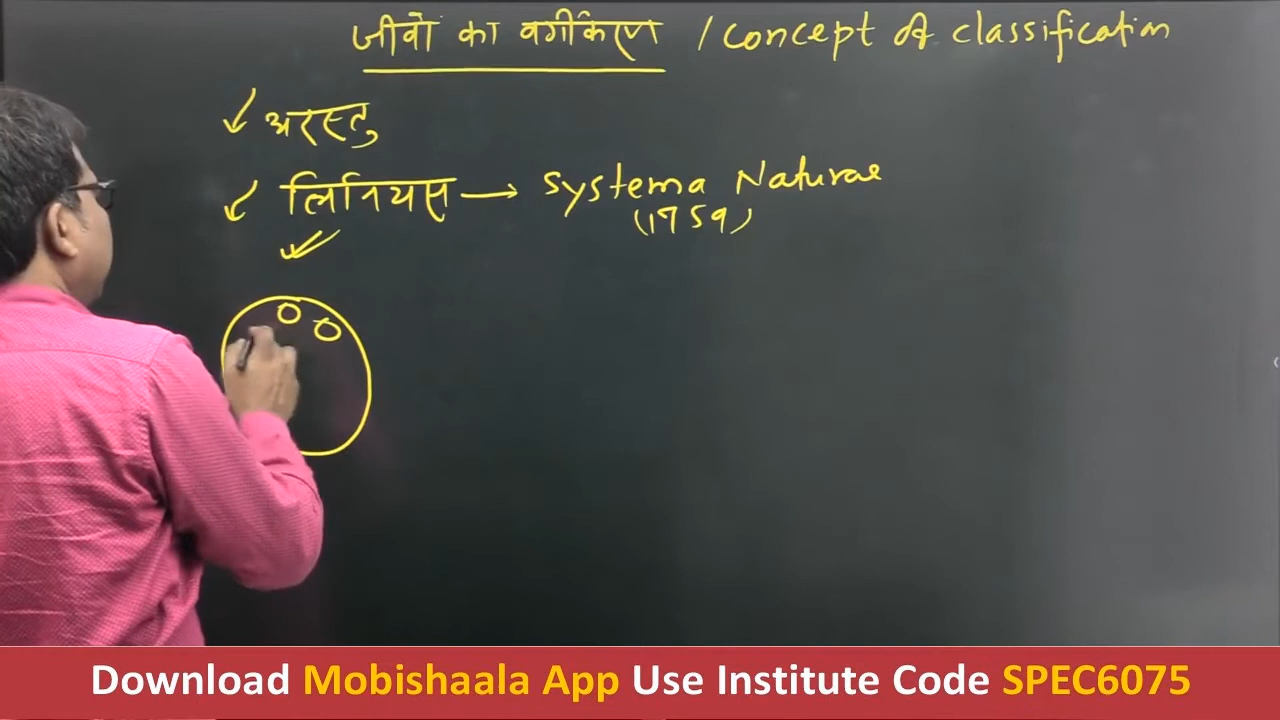 जीवो का वर्गीकरण / concept of classification
अरस्तु
लिनियस → Systema Naturae
(1759)
Download Mobishaala App Use Institute Code SPEC6075